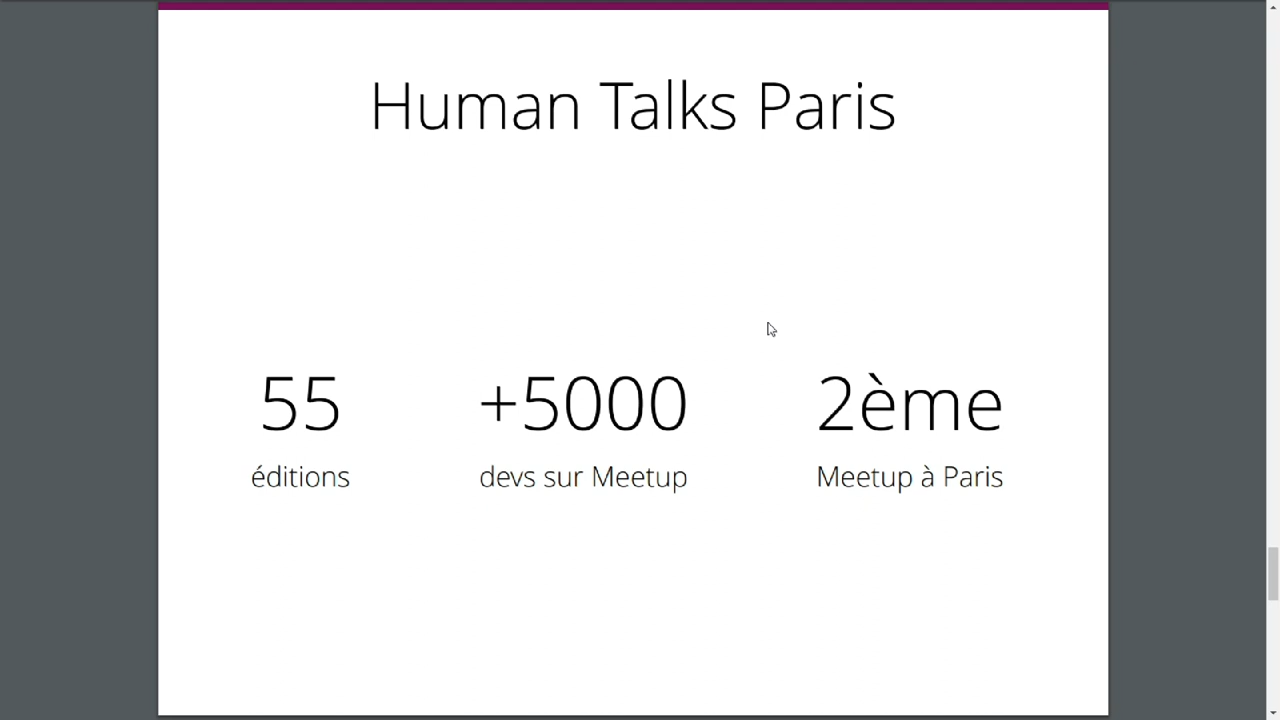 Human Talks Paris
55
éditions
+5000
devs sur Meetup
2ème
Meetup à Paris